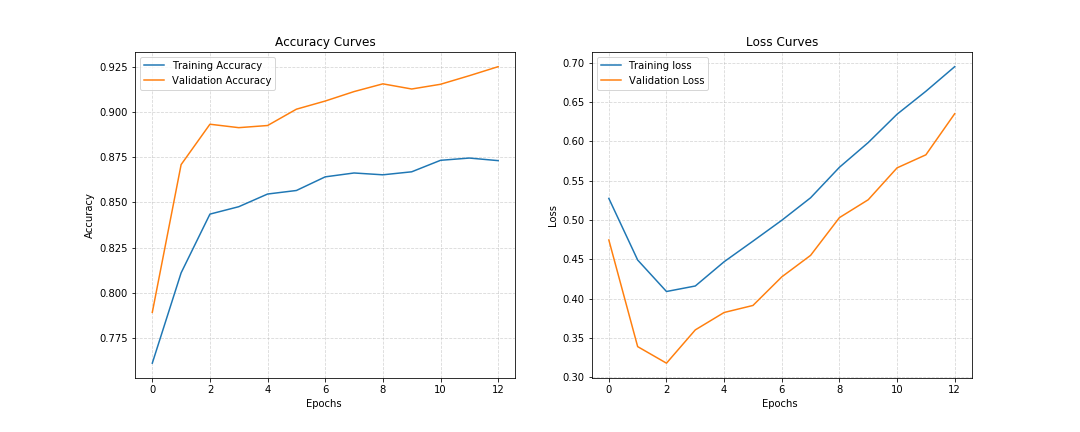 Accuracy Curves
Training Accuracy
Validation Accuracy
0.925
0.900
0.875
0.850
0.825
0.800
0.775
Accuracy
0 2 4 6 8 10 12
Epochs
Loss Curves
Training loss
Validation Loss
0.70
0.65
0.60
0.55
0.50
0.45
0.40
0.35
0.30
Loss
0 2 4 6 8 10 12
Epochs